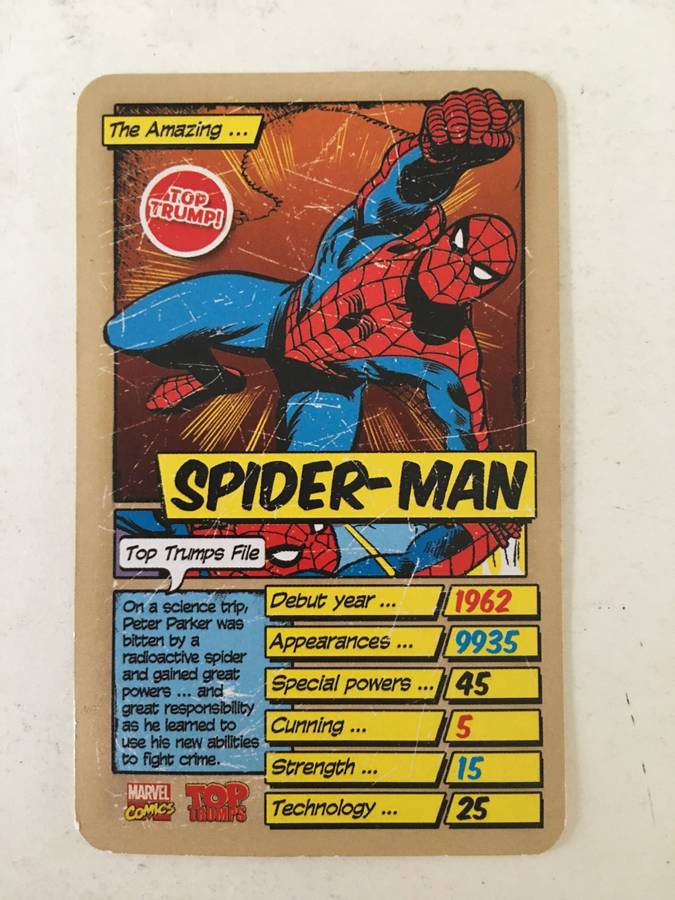 The Amazing ...
TOP
TRUMP!
SPIDER-MAN
Top Trumps File
On a science trip,
Peter Parker was
bitten by a
radioactive spider
and gained great
powers ... and
great responsibility
as he learned to
use his new abilities
to fight crime.
Debut year ... 1962
Appearances ... 9935
Special powers ... 45
Cunning ... 5
Strength ... 15
Technology ... 25
MARVEL
COMICS
TOP
TRUMPS